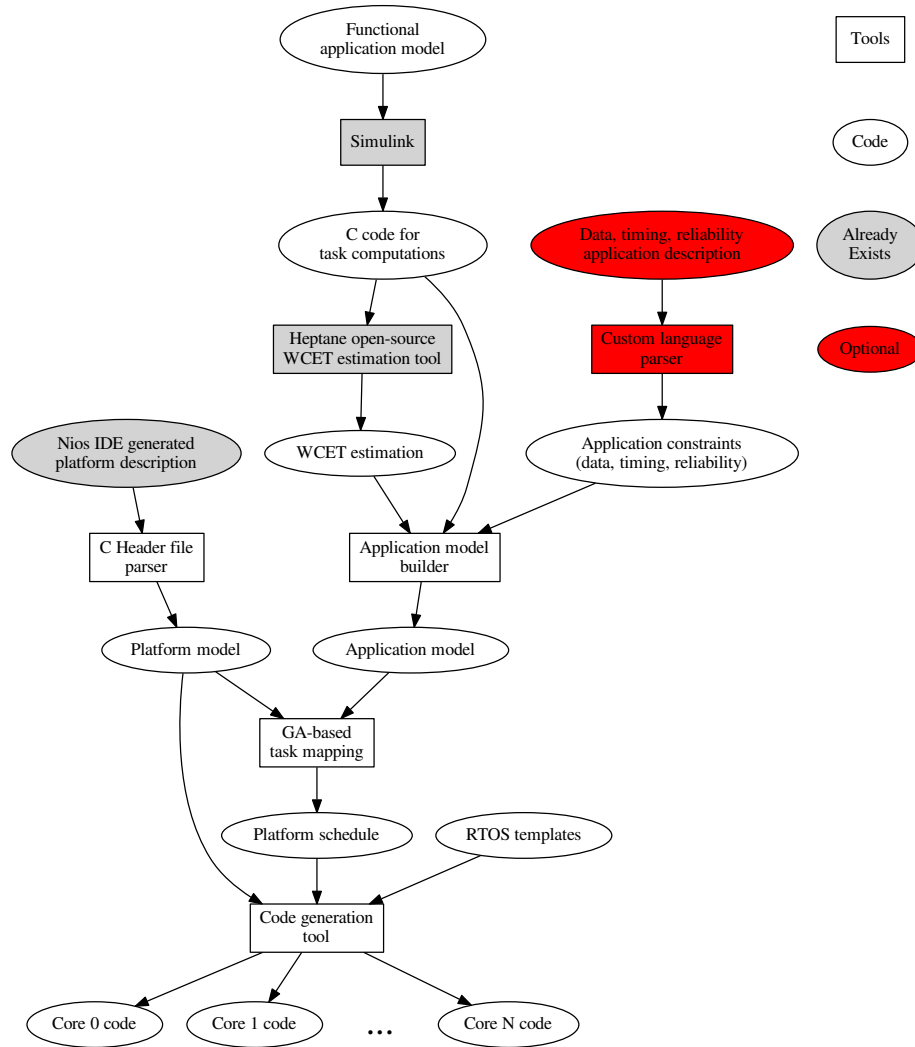 Functional
application model
Tools
Simulink
Code
C code for
task computations
Data, timing, reliability
application description
Already
Exists
Heptane open-source
WCET estimation tool
Custom language
parser
Optional
Nios IDE generated
platform description
WCET estimation
Application constraints
(data, timing, reliability)
C Header file
parser
Application model
builder
Platform model
Application model
GA-based
task mapping
Platform schedule
RTOS templates
Code generation
tool
Core 0 code
Core 1 code
...
Core N code